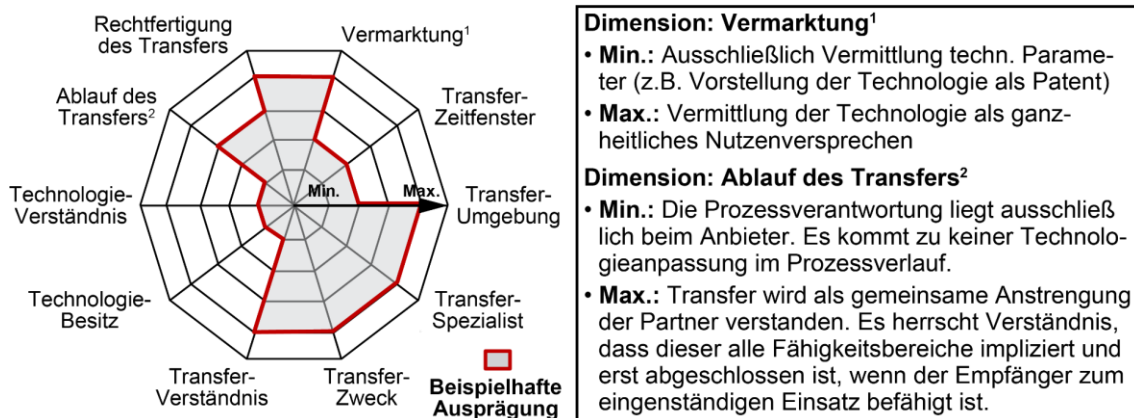 Rechtfertigung
des Transfers
Vermarktung¹
Ablauf des
Transfers²
Transfer-
Zeitfenster
Technologie-
Verständnis
Min.
Max.
Transfer-
Umgebung
Technologie-
Besitz
Transfer-
Spezialist
Transfer-
Verständnis
Transfer-
Zweck
Beispielhafte
Ausprägung
Dimension: Vermarktung¹
• Min.: Ausschließlich Vermittlung techn. Parame-
ter (z.B. Vorstellung der Technologie als Patent)
• Max.: Vermittlung der Technologie als ganz-
heitliches Nutzenversprechen
Dimension: Ablauf des Transfers²
• Min.: Die Prozessverantwortung liegt ausschließ
lich beim Anbieter. Es kommt zu keiner Technolo-
gieanpassung im Prozessverlauf.
• Max.: Transfer wird als gemeinsame Anstrengung
der Partner verstanden. Es herrscht Verständnis,
dass dieser alle Fähigkeitsbereiche impliziert und
erst abgeschlossen ist, wenn der Empfänger zum
eingenständigen Einsatz befähigt ist.